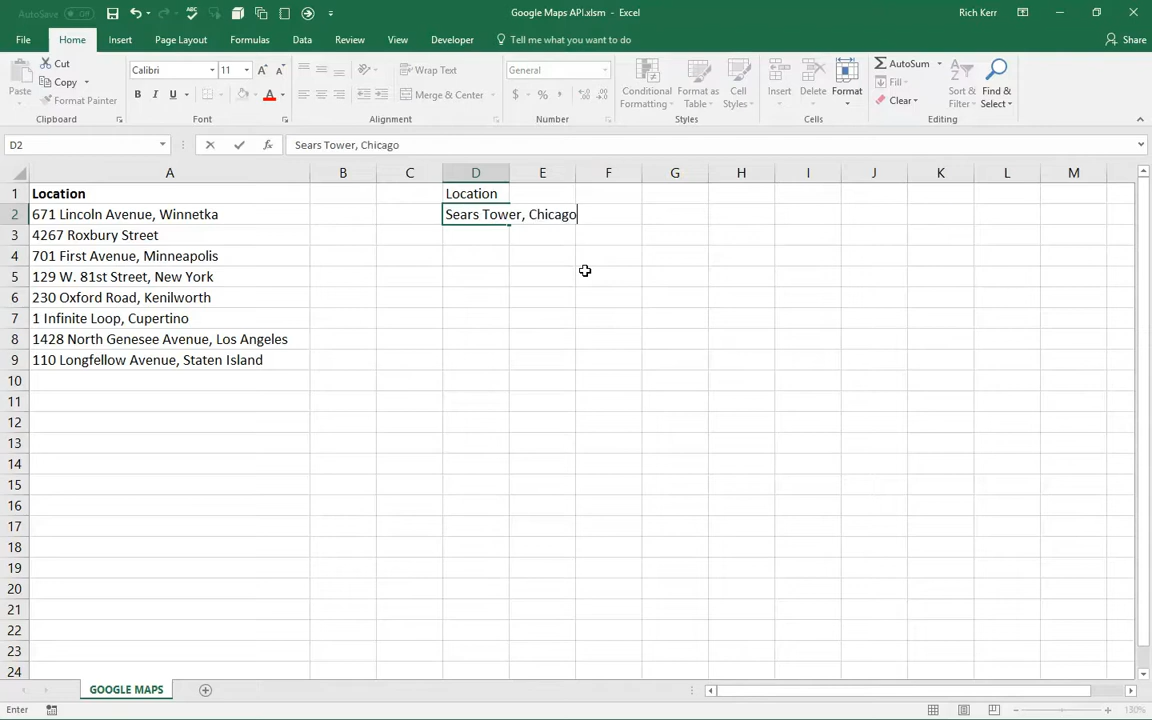 AutoSave Off
Google Maps API.xlsm - Excel
Rich Kerr
File Home Insert Page Layout Formulas Data Review View Developer Tell me what you want to do Share
Paste
Cut
Copy
Format Painter
Clipboard
Calibri 11
B I U
Font
Wrap Text
Merge & Center
Alignment
General
$ % ,
Number
Conditional Formatting
Format as Table
Cell Styles
Styles
Insert Delete Format
Cells
AutoSum
Fill
Clear
Sort & Filter
Find & Select
Editing
D2 fx Sears Tower, Chicago
A B C D E F G H I J K L M
1 Location Location
2 671 Lincoln Avenue, Winnetka Sears Tower, Chicago
3 4267 Roxbury Street
4 701 First Avenue, Minneapolis
5 129 W. 81st Street, New York
6 230 Oxford Road, Kenilworth
7 1 Infinite Loop, Cupertino
8 1428 North Genesee Avenue, Los Angeles
9 110 Longfellow Avenue, Staten Island
10
11
12
13
14
15
16
17
18
19
20
21
22
23
24
GOOGLE MAPS
Enter 130%